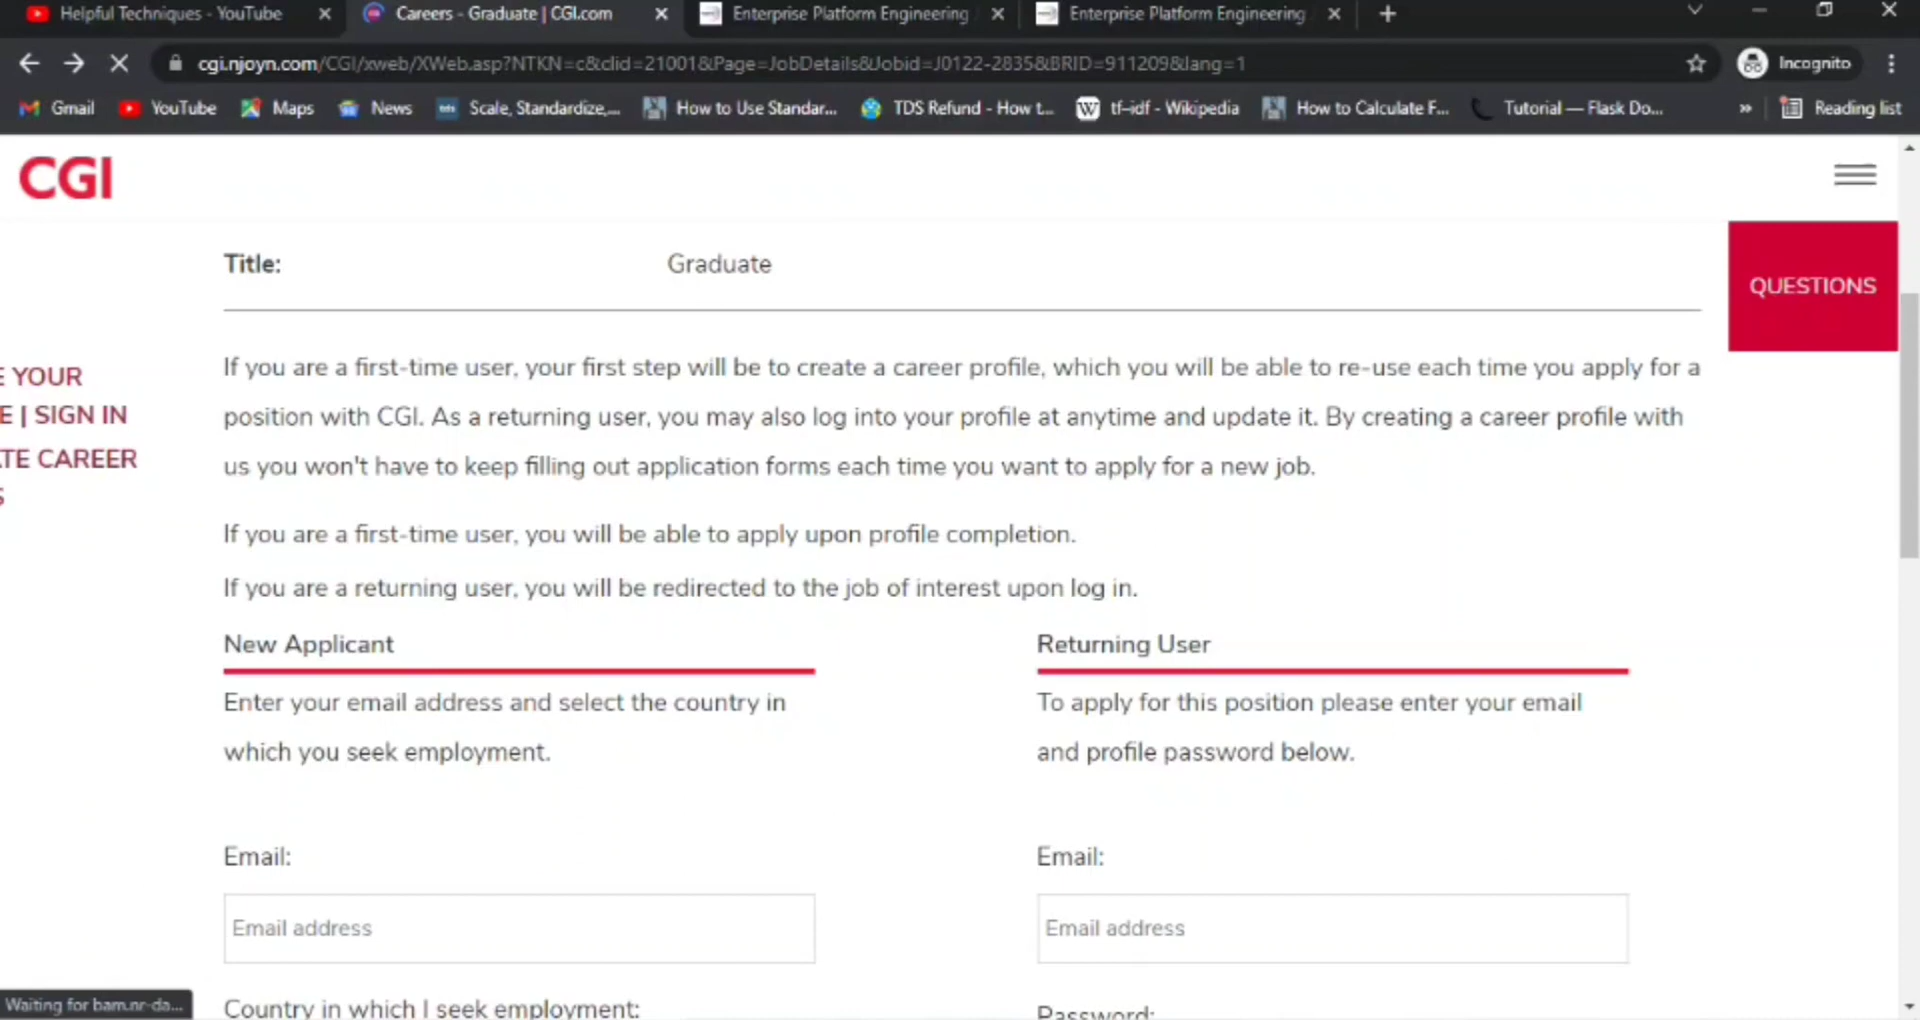 Helpful Techniques - YouTube
Careers - Graduate | CGI.com
Enterprise Platform Engineering
Enterprise Platform Engineering
cgi.njoyn.com/CGI/xweb/XWeb.asp?NTKN=c&clid=21001&Page=JobDetails&Jobid=J0122-2835&BRID=911209&lang=1
Incognito
Gmail
YouTube
Maps
News
Scale, Standardize,...
How to Use Standar...
TDS Refund - How t...
W
tf-idf - Wikipedia
How to Calculate F...
Tutorial — Flask Do...
»
Reading list
CGI
Title:
Graduate
QUESTIONS
E YOUR
E | SIGN IN
TE CAREER
S
If you are a first-time user, your first step will be to create a career profile, which you will be able to re-use each time you apply for a
position with CGI. As a returning user, you may also log into your profile at anytime and update it. By creating a career profile with
us you won't have to keep filling out application forms each time you want to apply for a new job.
If you are a first-time user, you will be able to apply upon profile completion.
If you are a returning user, you will be redirected to the job of interest upon log in.
New Applicant
Enter your email address and select the country in
which you seek employment.
Email:
Email address
Country in which I seek employment:
Returning User
To apply for this position please enter your email
and profile password below.
Email:
Email address
Password:
Waiting for bam.nr-da...